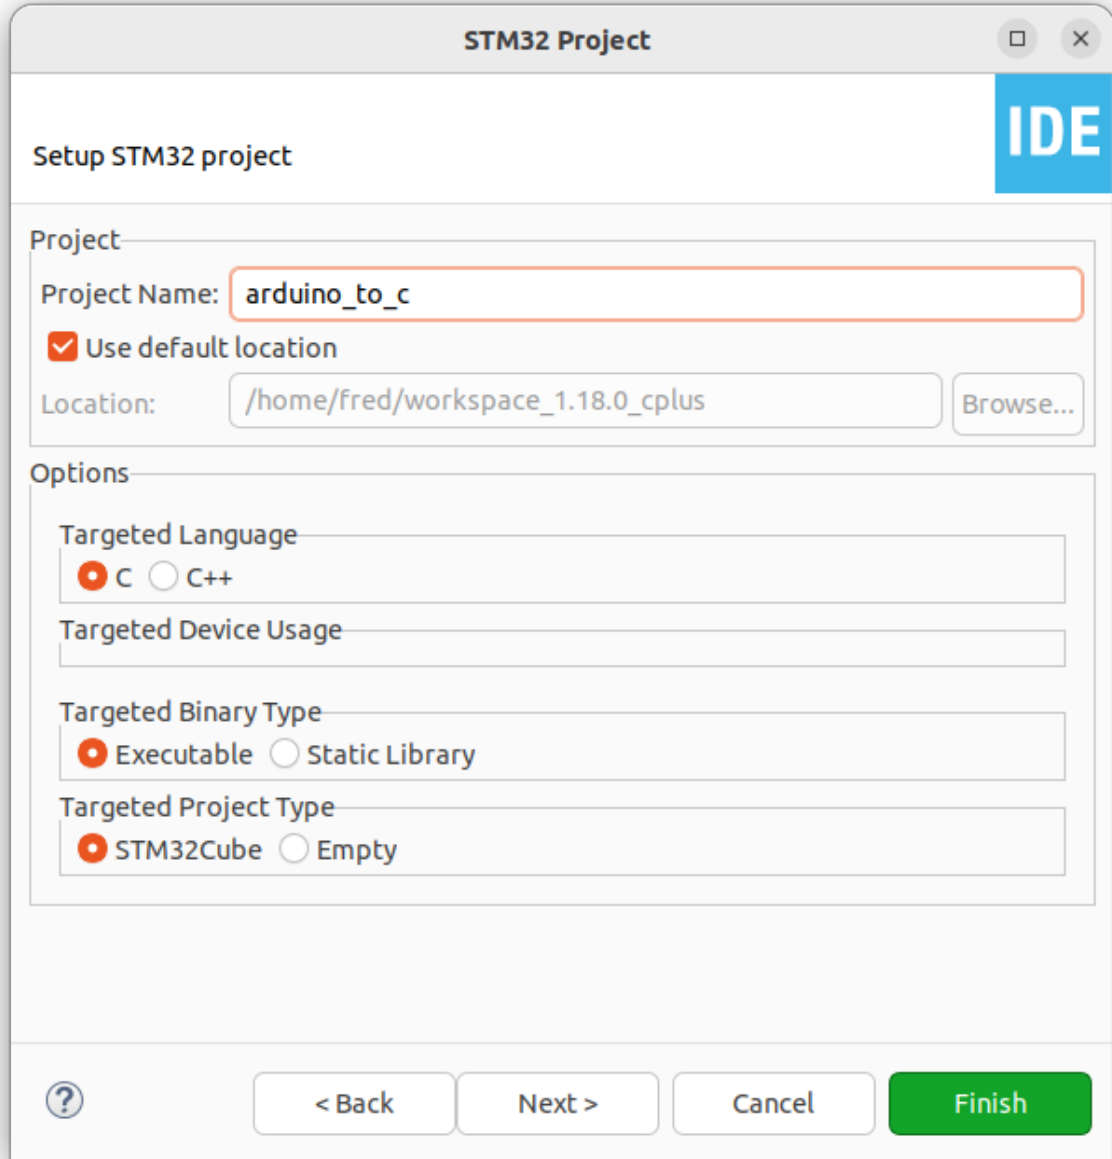 STM32 Project
IDE
Setup STM32 project
Project
Project Name: arduino_to_c
Use default location
Location: /home/fred/workspace_1.18.0_cplus Browse...
Options
Targeted Language
C C++
Targeted Device Usage
Targeted Binary Type
Executable Static Library
Targeted Project Type
STM32Cube Empty
? < Back Next > Cancel Finish